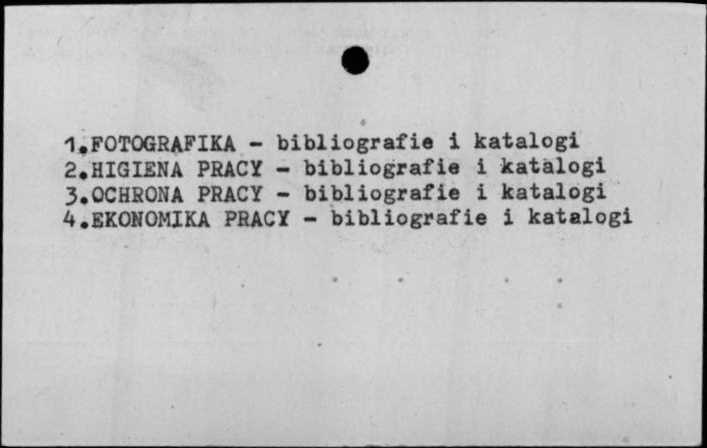 1.FOTOGRAFIKA - bibliografie i katalogi
2.HIGIENA PRACY - bibliografie i katalogi
3.OCHRONA PRACY - bibliografie i katalogi
4.EKONOMIKA PRACY - bibliografie i katalogi